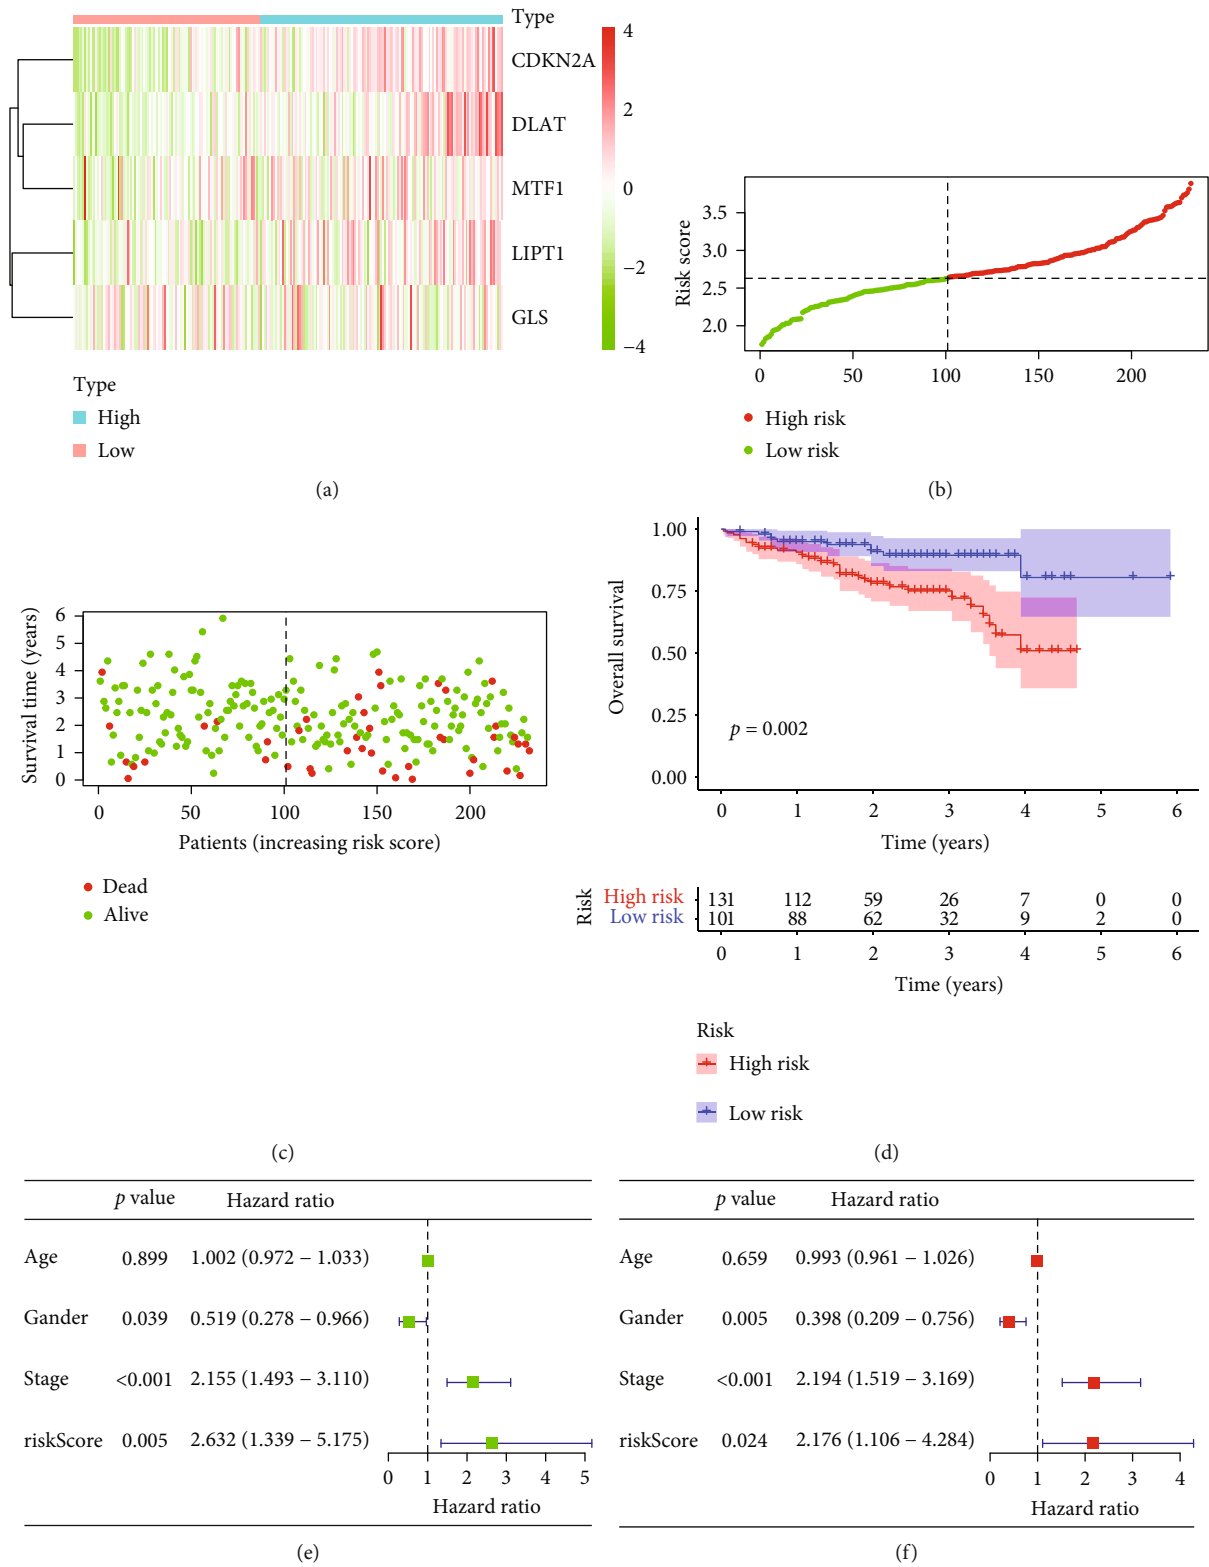 Type
CDKN2A
DLAT
MTF1
LIPT1
GLS
4
2
0
−2
−4
Type
High
Low
(a)
Risk score
3.5
3.0
2.5
2.0
0 50 100 150 200
High risk
Low risk
(b)
Survival time (years)
6
5
4
3
2
1
0
0 50 100 150 200
Patients (increasing risk score)
Dead
Alive
(c)
Overall survival
1.00
0.75
0.50
0.25
0.00
p = 0.002
0 1 2 3 4 5 6
Time (years)
Risk
High risk 131 112 59 26 7 0 0
Low risk 101 88 62 32 9 2 0
0 1 2 3 4 5 6
Time (years)
Risk
High risk
Low risk
(d)
p value Hazard ratio
Age 0.899 1.002 (0.972 − 1.033)
Gander 0.039 0.519 (0.278 − 0.966)
Stage <0.001 2.155 (1.493 − 3.110)
riskScore 0.005 2.632 (1.339 − 5.175)
0 1 2 3 4 5
Hazard ratio
(e)
p value Hazard ratio
Age 0.659 0.993 (0.961 − 1.026)
Gander 0.005 0.398 (0.209 − 0.756)
Stage <0.001 2.194 (1.519 − 3.169)
riskScore 0.024 2.176 (1.106 − 4.284)
0 1 2 3 4
Hazard ratio
(f)